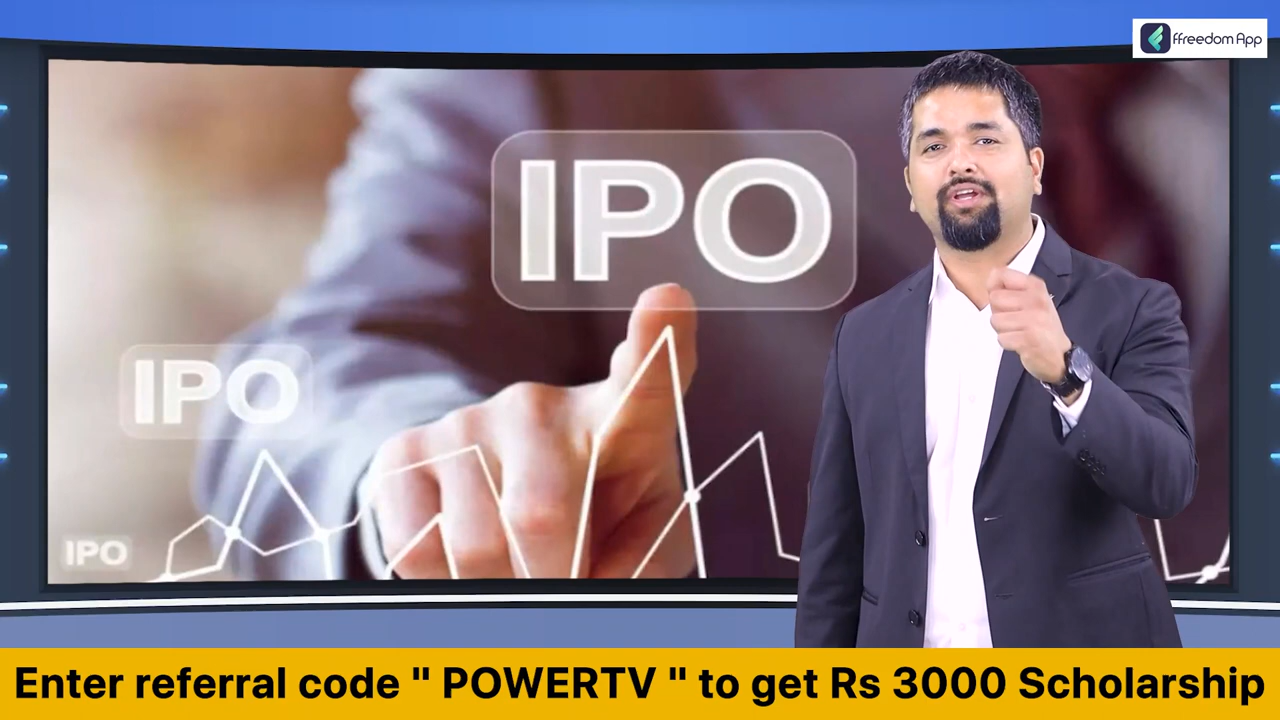 ffreedom App
IPO
IPO
IPO
Enter referral code " POWERTV " to get Rs 3000 Scholarship